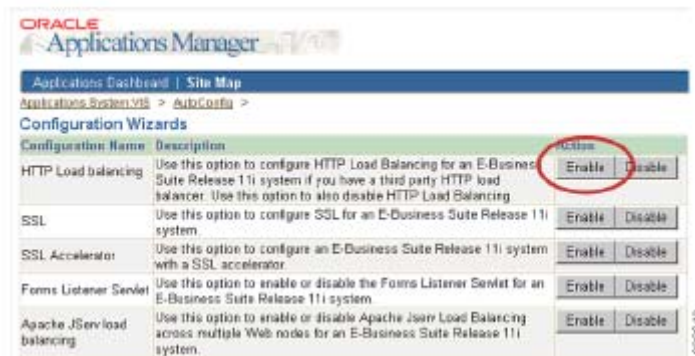 ORACLE
Applications Manager
Applications Dashboard | Site Map
Applications System:VIS > AutoConfig >
Configuration Wizards
Configuration Name Description Action
HTTP Load balancing Use this option to configure HTTP Load Balancing for an E-Business Suite Release 11i system if you have a third party HTTP load balancer. Use this option to also disable HTTP Load Balancing Enable Disable
SSL Use this option to configure SSL for an E-Business Suite Release 11i system. Enable Disable
SSL Accelerator Use this option to configure an E-Business Suite Release 11i system with a SSL accelerator Enable Disable
Forms Listener Servlet Use this option to enable or disable the Forms Listener Servlet for an E-Business Suite Release 11i system. Enable Disable
Apache JServ load balancing Use this option to enable or disable Apache Jserv Load Balancing across multiple Web nodes for an E-Business Suite Release 11i system. Enable Disable